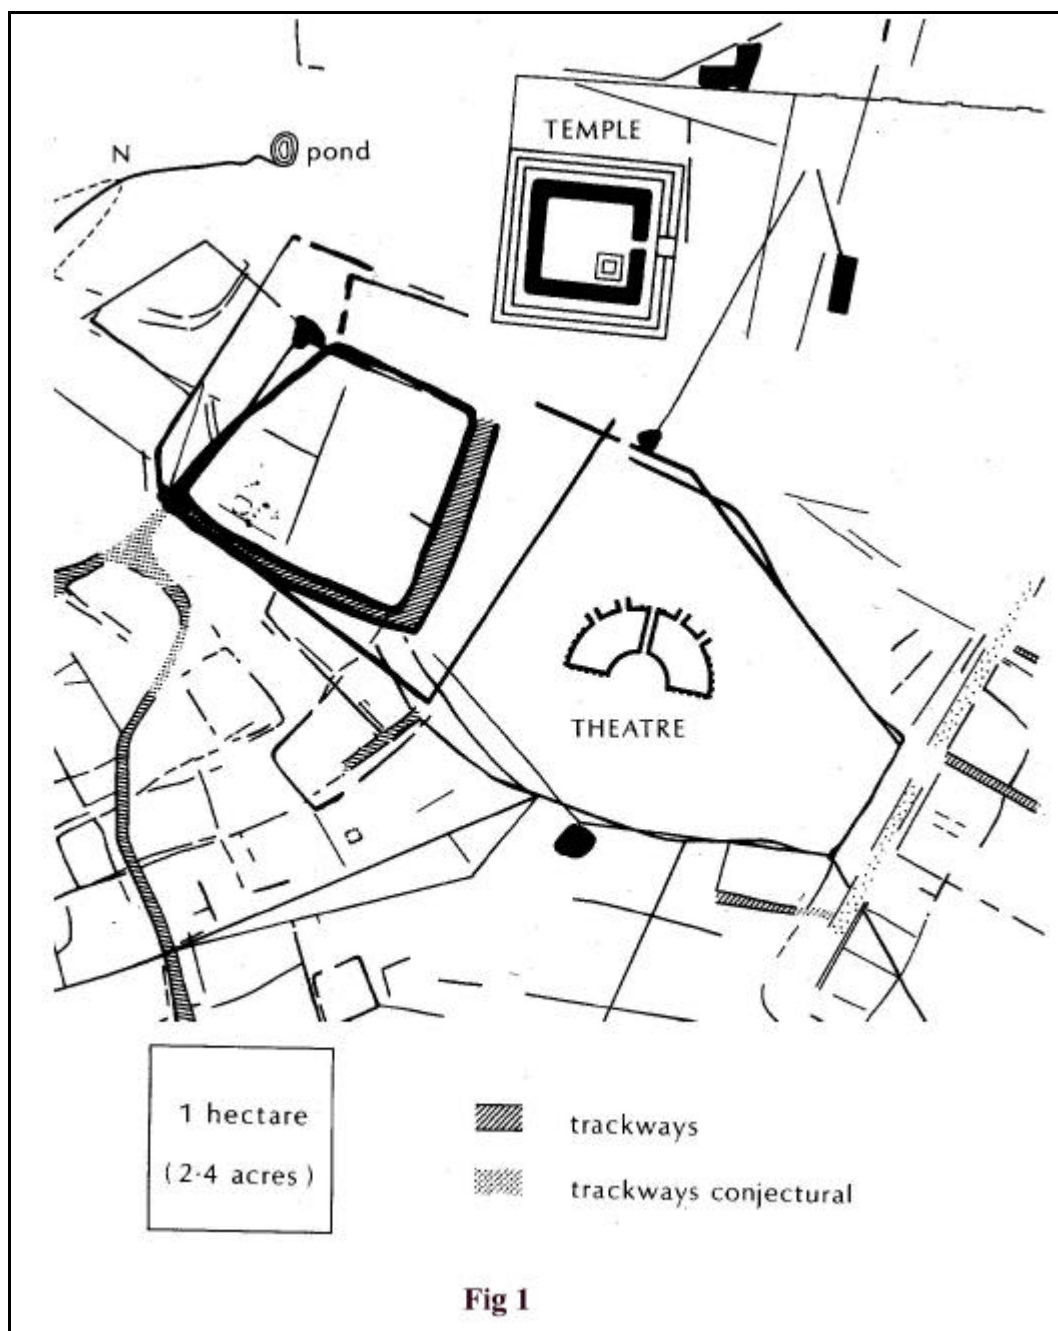 TEMPLE
N
pond
THEATRE
1 hectare
(2·4 acres)
trackways
trackways conjectural
Fig 1